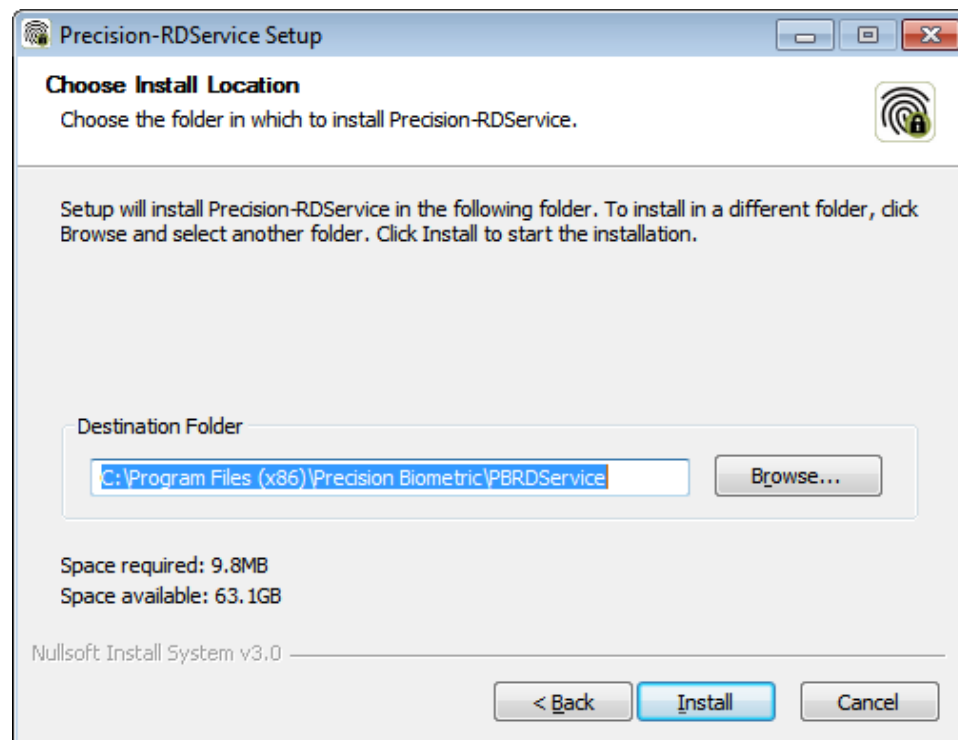 Precision-RDService Setup
Choose Install Location
Choose the folder in which to install Precision-RDService.
Setup will install Precision-RDService in the following folder. To install in a different folder, click
Browse and select another folder. Click Install to start the installation.
Destination Folder
C:\Program Files (x86)\Precision Biometric\PBRDService
Browse...
Space required: 9.8MB
Space available: 63.1GB
Nullsoft Install System v3.0
< Back
Install
Cancel